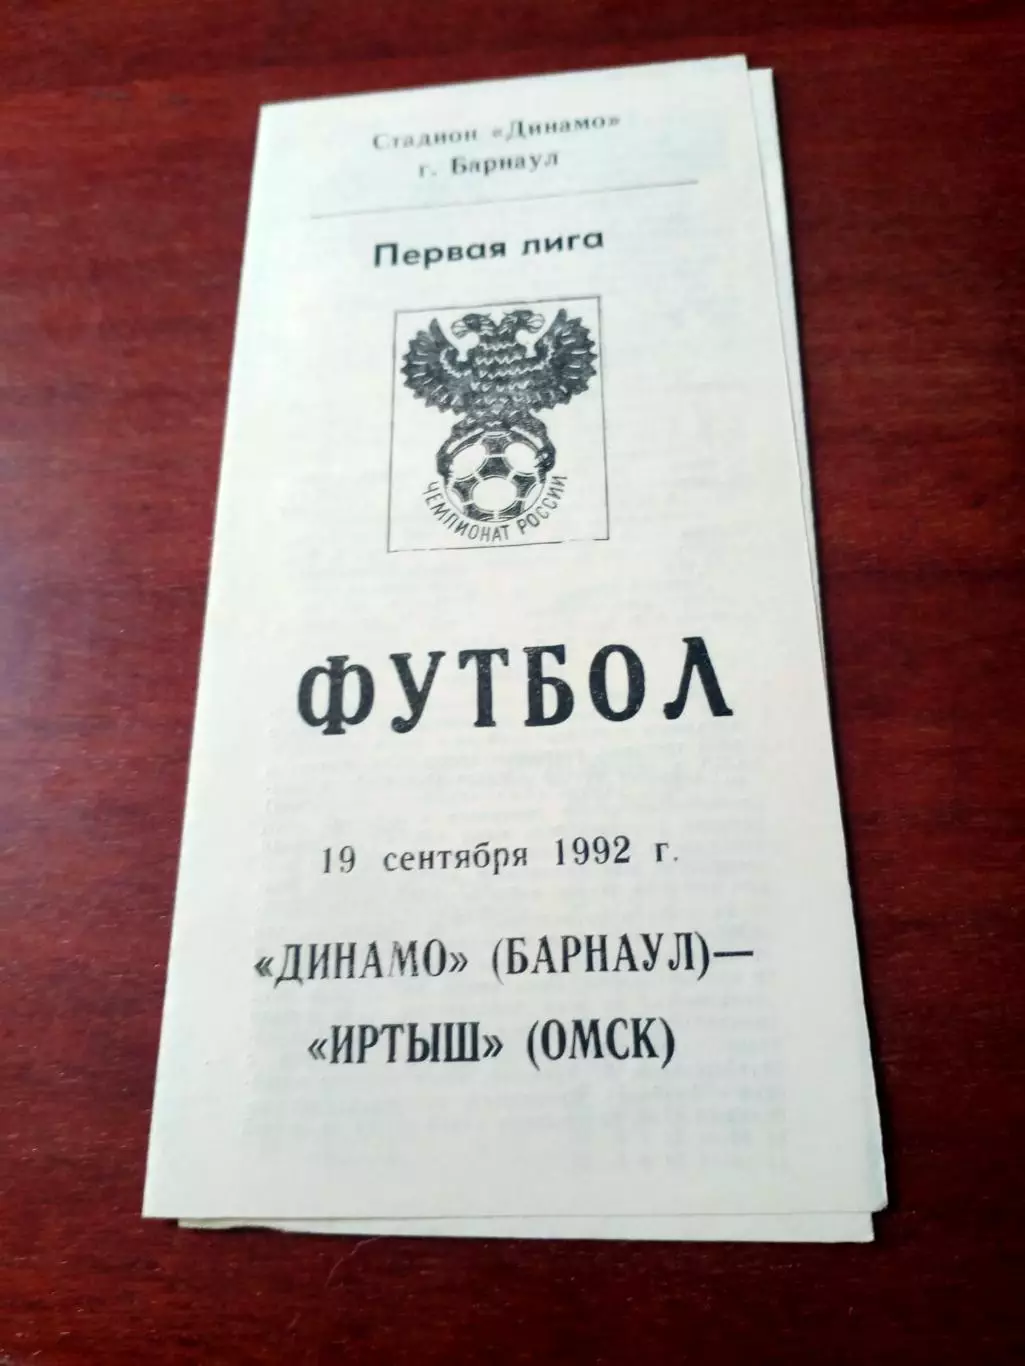 Стадион «Динамо»
г. Барнаул
Первая лига
ЧЕМПИОНАТ РОССИИ
ФУТБОЛ
19 сентября 1992 г.
«ДИНАМО» (БАРНАУЛ)—
«ИРТЫШ» (ОМСК)